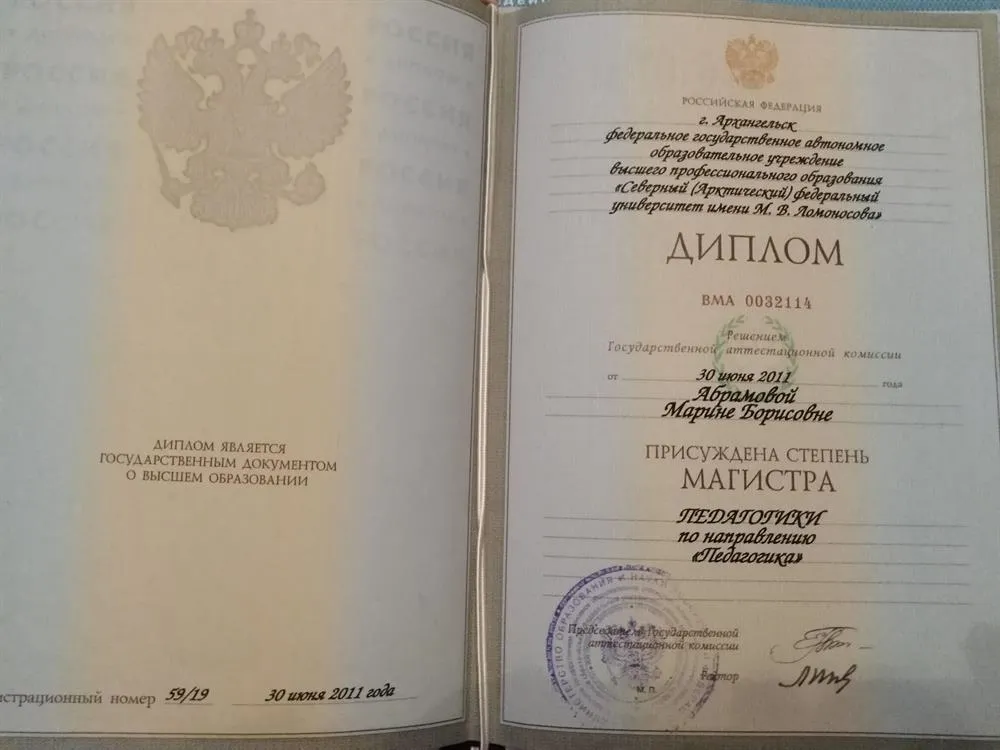 ДИПЛОМ ЯВЛЯЕТСЯ
ГОСУДАРСТВЕННЫМ ДОКУМЕНТОМ
О ВЫСШЕМ ОБРАЗОВАНИИ
истрационный номер 59/19 30 июня 2011 года
РОССИЙСКАЯ ФЕДЕРАЦИЯ
г. Архангельск
федеральное государственное автономное
образовательное учреждение
высшего профессионального образования
«Северный (Арктический) федеральный
университет имени М. В. Ломоносова»
ДИПЛОМ
ВМА 0032114
Решением
Государственной аттестационной комиссии
от 30 июня 2011 года
Абрамовой
Марине Борисовне
ПРИСУЖДЕНА СТЕПЕНЬ
МАГИСТРА
ПЕДАГОГИКИ
по направлению
«Педагогика»
Председатель Государственной
аттестационной комиссии
Ректор
М.П.